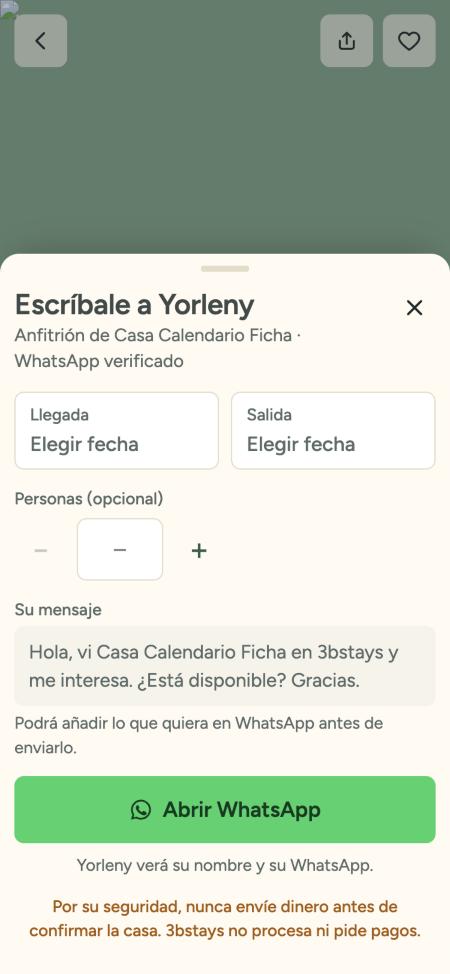 Escríbale a Yorleny
Anfitrión de Casa Calendario Ficha ·
WhatsApp verificado
Llegada
Elegir fecha
Salida
Elegir fecha
Personas (opcional)
− – +
Su mensaje
Hola, vi Casa Calendario Ficha en 3bstays y
me interesa. ¿Está disponible? Gracias.
Podrá añadir lo que quiera en WhatsApp antes de
enviarlo.
Abrir WhatsApp
Yorleny verá su nombre y su WhatsApp.
Por su seguridad, nunca envíe dinero antes de
confirmar la casa. 3bstays no procesa ni pide pagos.